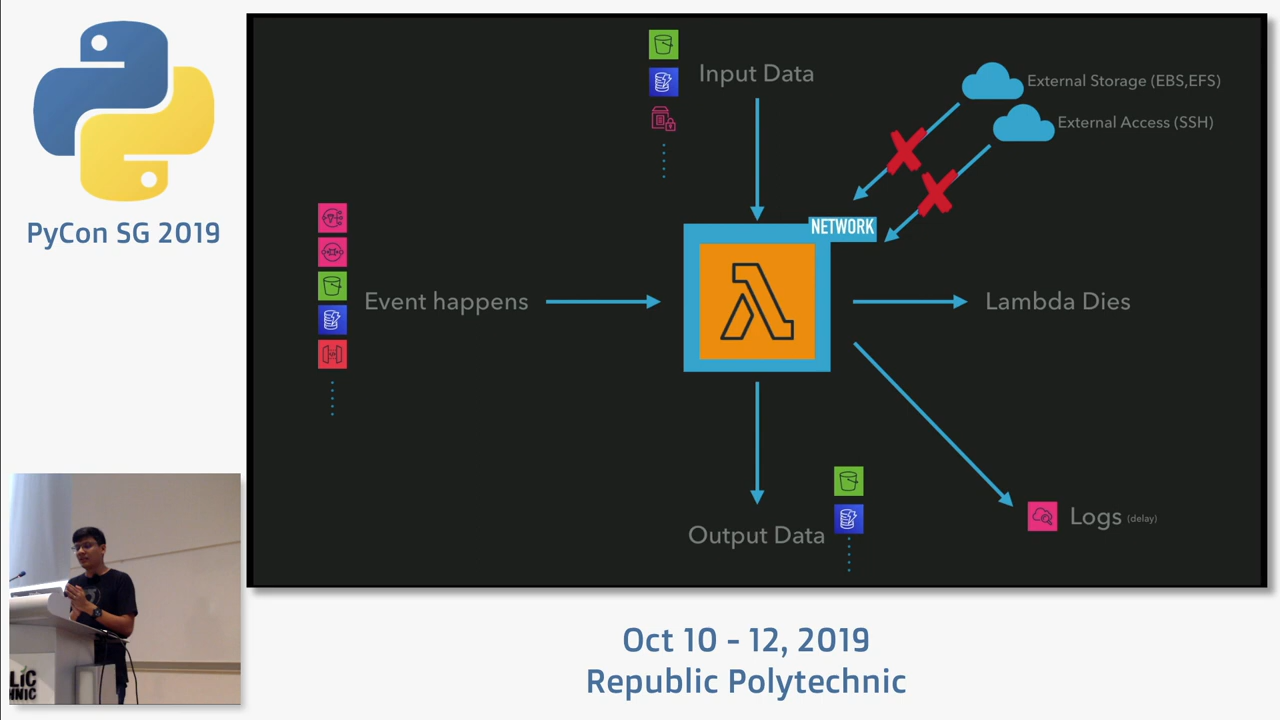 PyCon SG 2019
Input Data
External Storage (EBS,EFS)
External Access (SSH)
NETWORK
Event happens
Lambda Dies
Output Data
Logs (delay)
Oct 10 - 12, 2019
Republic Polytechnic